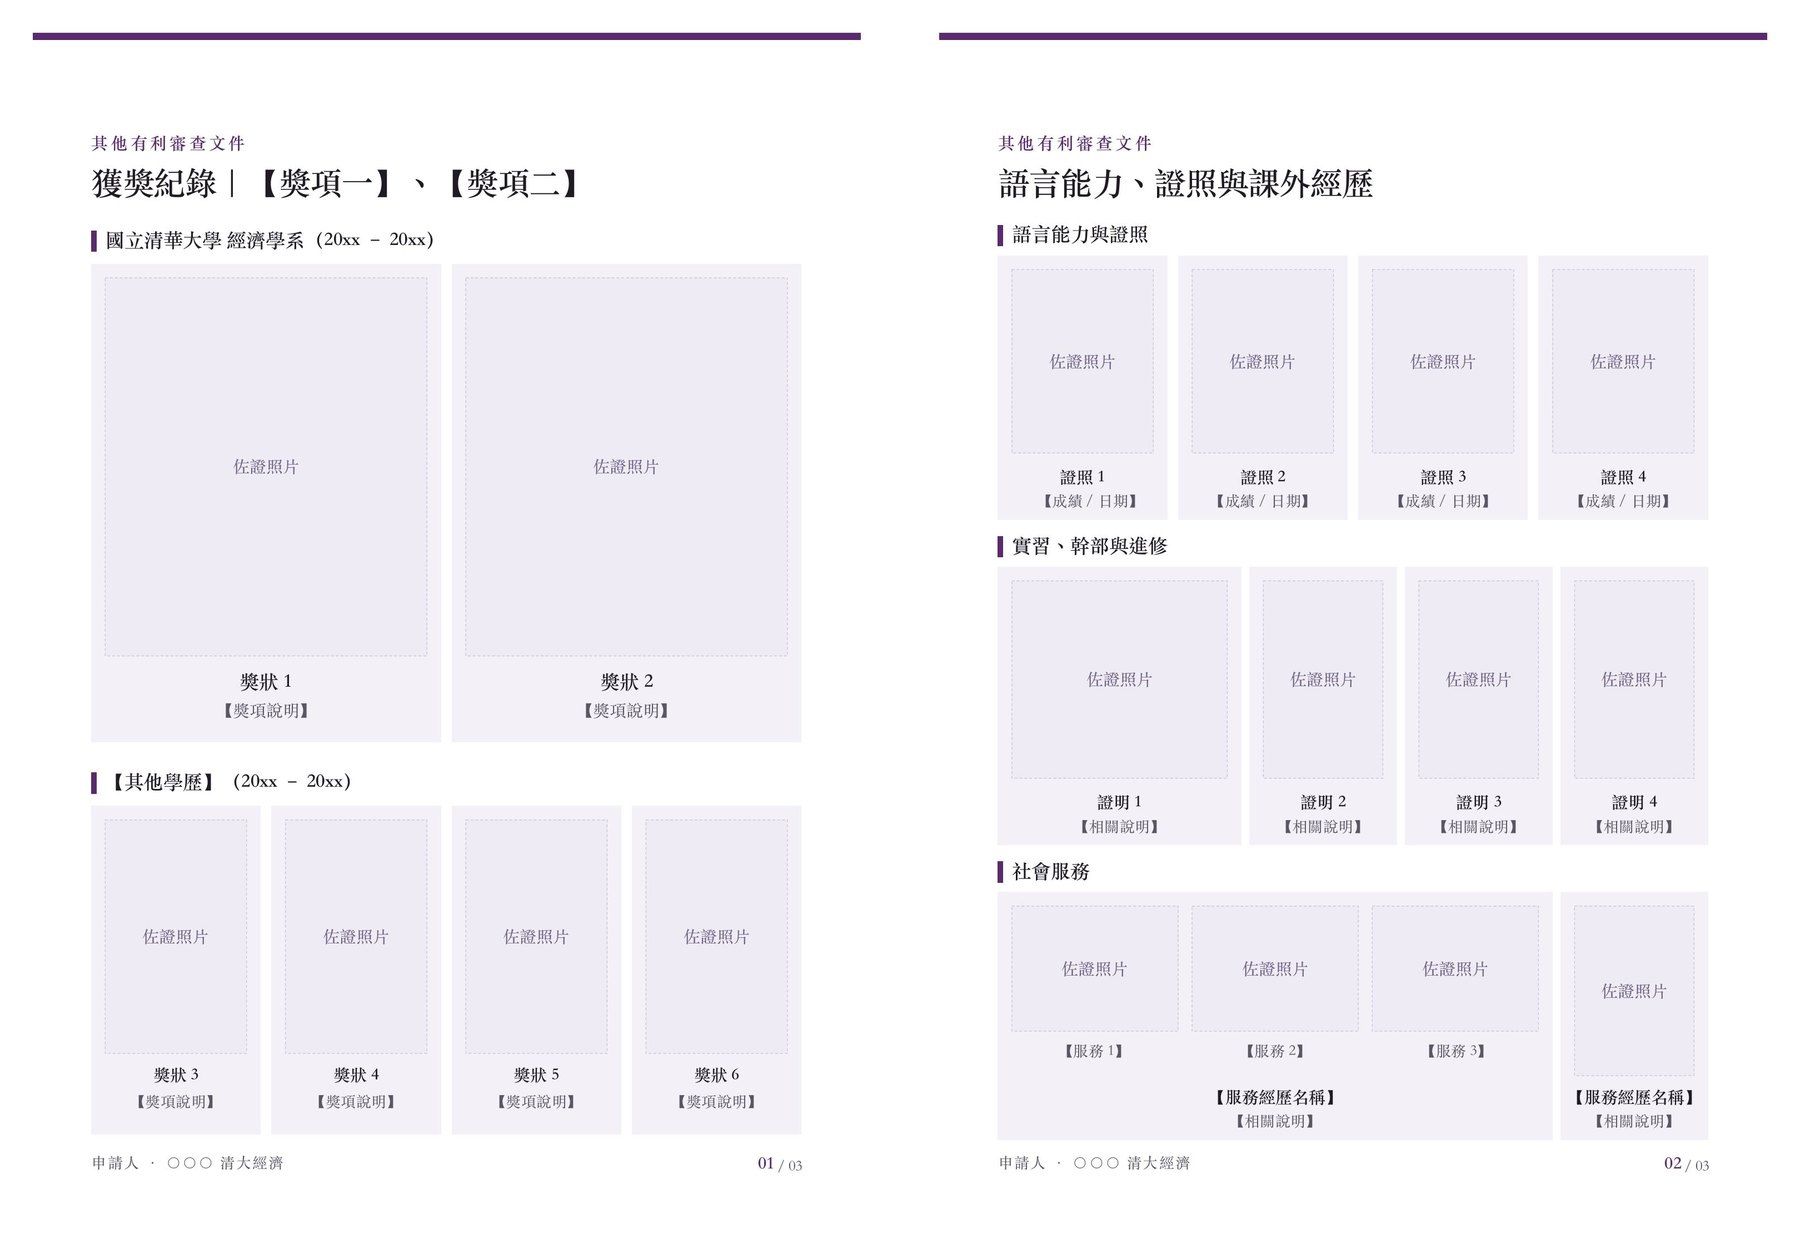 其他有利審查文件
獲獎紀錄｜【獎項一】、【獎項二】
國立清華大學 經濟學系（20xx – 20xx）
佐證照片
佐證照片
獎狀 1
獎狀 2
【獎項說明】
【獎項說明】
【其他學歷】（20xx – 20xx）
佐證照片
佐證照片
佐證照片
佐證照片
獎狀 3
獎狀 4
獎狀 5
獎狀 6
【獎項說明】
【獎項說明】
【獎項說明】
【獎項說明】
申請人 · ○○○ 清大經濟
01 / 03
其他有利審查文件
語言能力、證照與課外經歷
語言能力與證照
佐證照片
佐證照片
佐證照片
佐證照片
證照 1
證照 2
證照 3
證照 4
【成績 / 日期】
【成績 / 日期】
【成績 / 日期】
【成績 / 日期】
實習、幹部與進修
佐證照片
佐證照片
佐證照片
佐證照片
證明 1
證明 2
證明 3
證明 4
【相關說明】
【相關說明】
【相關說明】
【相關說明】
社會服務
佐證照片
佐證照片
佐證照片
佐證照片
【服務 1】
【服務 2】
【服務 3】
【服務經歷名稱】
【服務經歷名稱】
【相關說明】
【相關說明】
申請人 · ○○○ 清大經濟
02 / 03